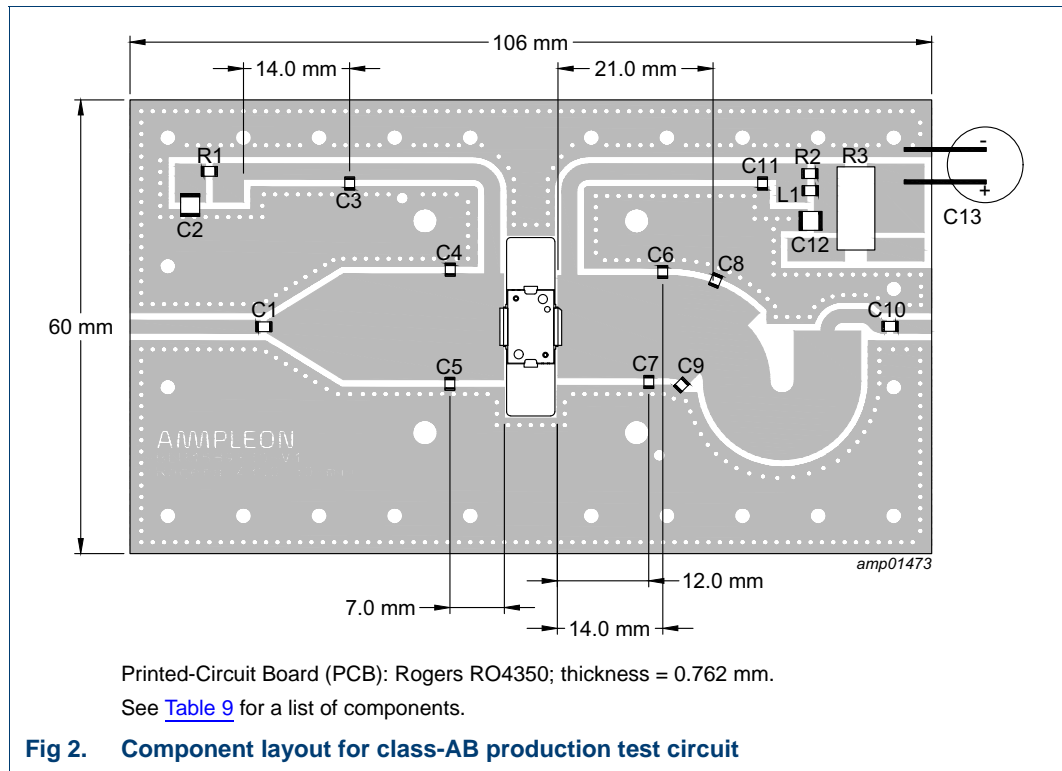 106 mm
14.0 mm
21.0 mm
R1
C3
C2
C11
R2
R3
L1
C12
-
+
C13
C4
C6
C8
C1
C10
60 mm
C5
C7
C9
AMPLEON
amp01473
12.0 mm
7.0 mm
14.0 mm
Printed-Circuit Board (PCB): Rogers RO4350; thickness = 0.762 mm.
See Table 9 for a list of components.
Fig 2. Component layout for class-AB production test circuit